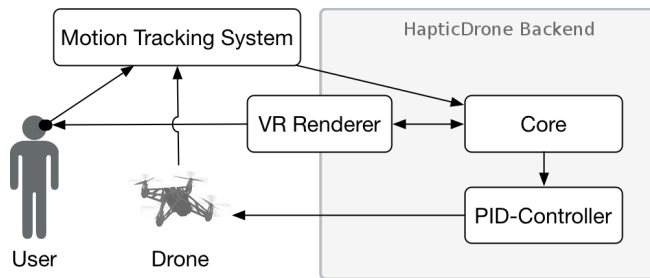 Motion Tracking System
HapticDrone Backend
VR Renderer
Core
PID-Controller
User
Drone